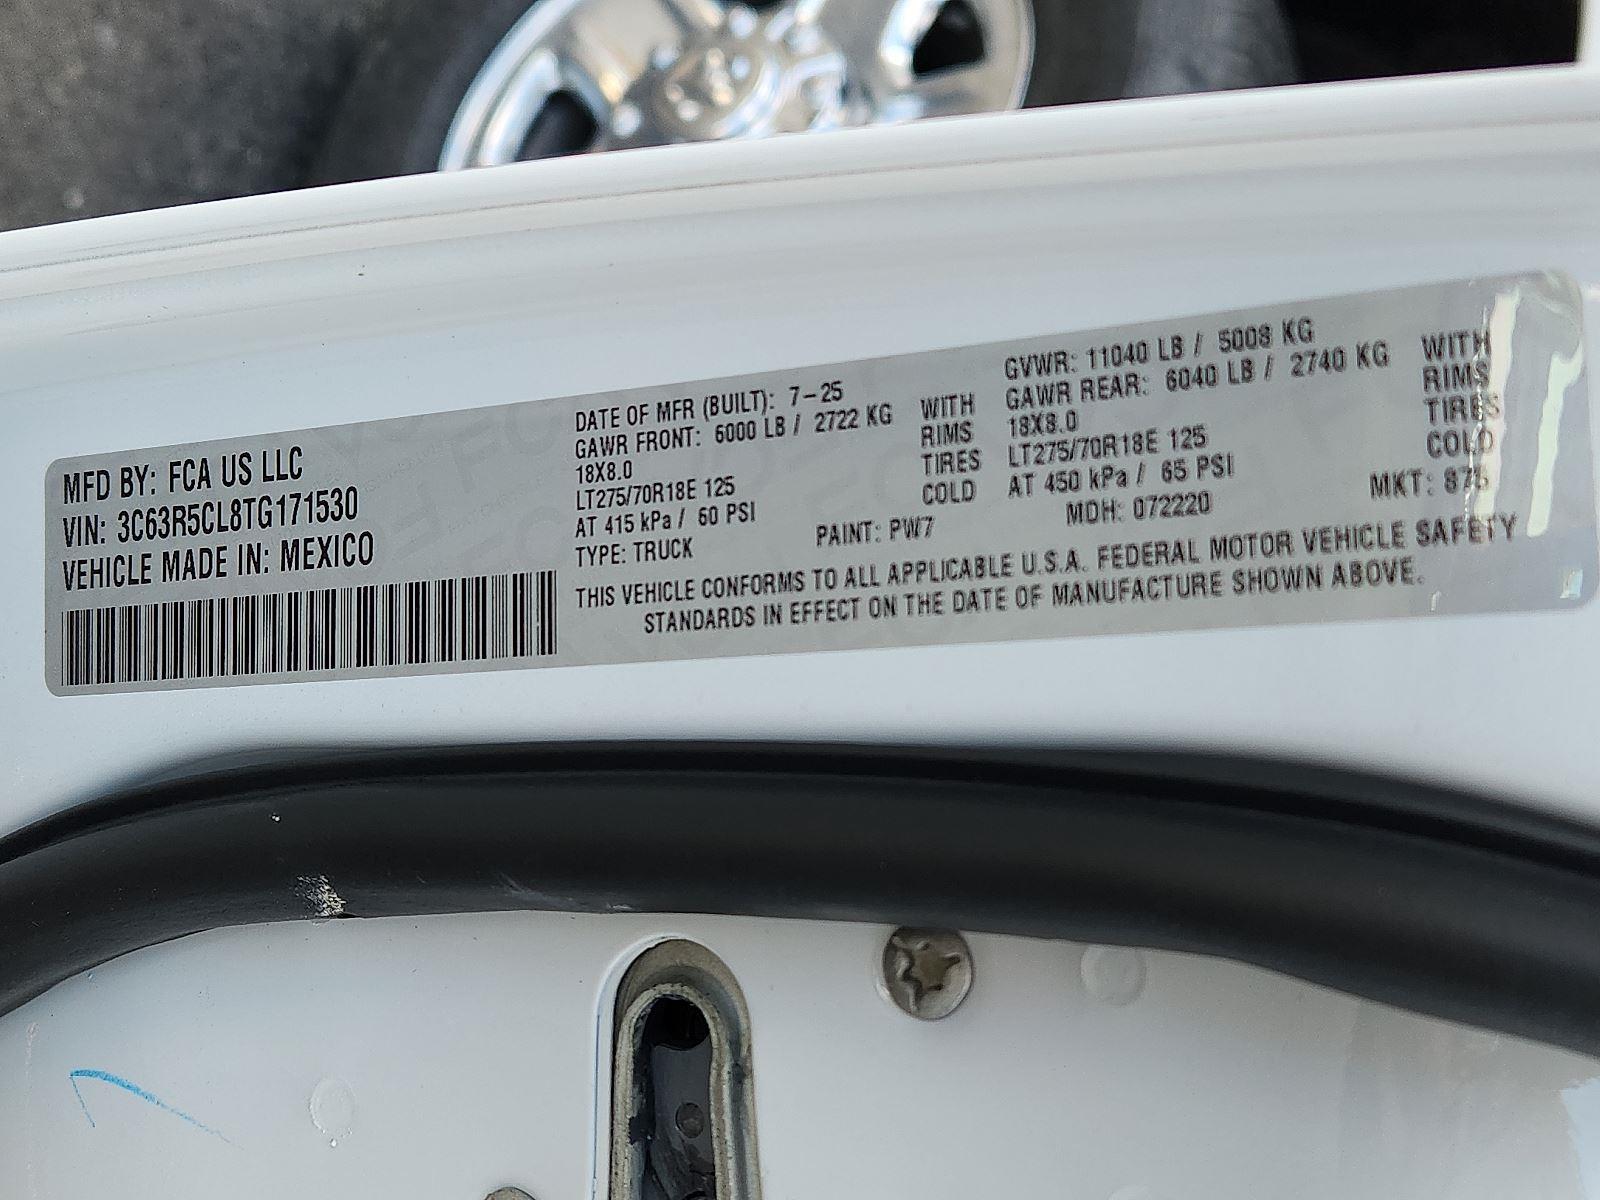 MFD BY: FCA US LLC
VIN: 3C63R5CL8TG171530
VEHICLE MADE IN: MEXICO
DATE OF MFR (BUILT): 7-25
GAWR FRONT: 6000 LB / 2722 KG WITH
18X8.0 RIMS
LT275/70R18E 125 TIRES
AT 415 kPa / 60 PSI COLD
TYPE: TRUCK
PAINT: PW7
GVWR: 11040 LB / 5008 KG
GAWR REAR: 6040 LB / 2740 KG WITH
18X8.0 RIMS
LT275/70R18E 125 TIRES
AT 450 kPa / 65 PSI COLD
MDH: 072220
MKT:
THIS VEHICLE CONFORMS TO ALL APPLICABLE U.S.A. FEDERAL MOTOR VEHICLE SAFETY
STANDARDS IN EFFECT ON THE DATE OF MANUFACTURE SHOWN ABOVE.